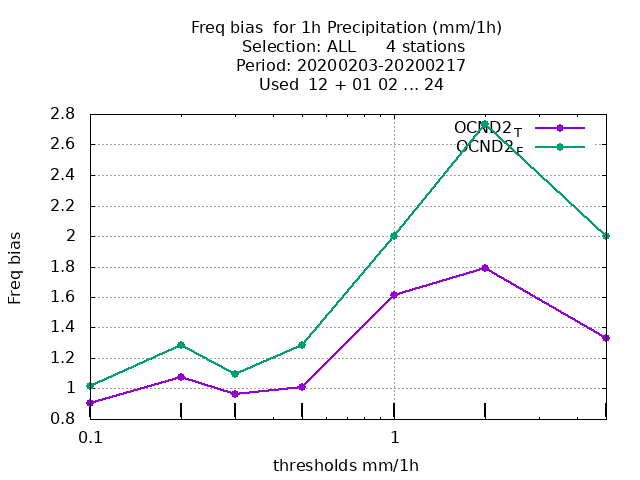 Freq bias  for 1h Precipitation (mm/1h)
Selection: ALL      4 stations
Period: 20200203-20200217
Used  12 + 01 02 ... 24
OCND2T
OCND2F
Freq bias
2.8
2.6
2.4
2.2
2
1.8
1.6
1.4
1.2
1
0.8
0.1
1
thresholds mm/1h